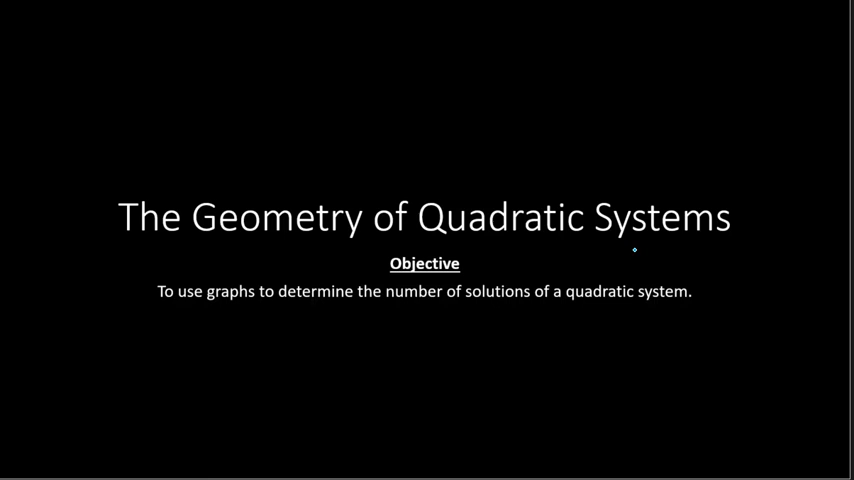 The Geometry of Quadratic Systems
Objective
To use graphs to determine the number of solutions of a quadratic system.